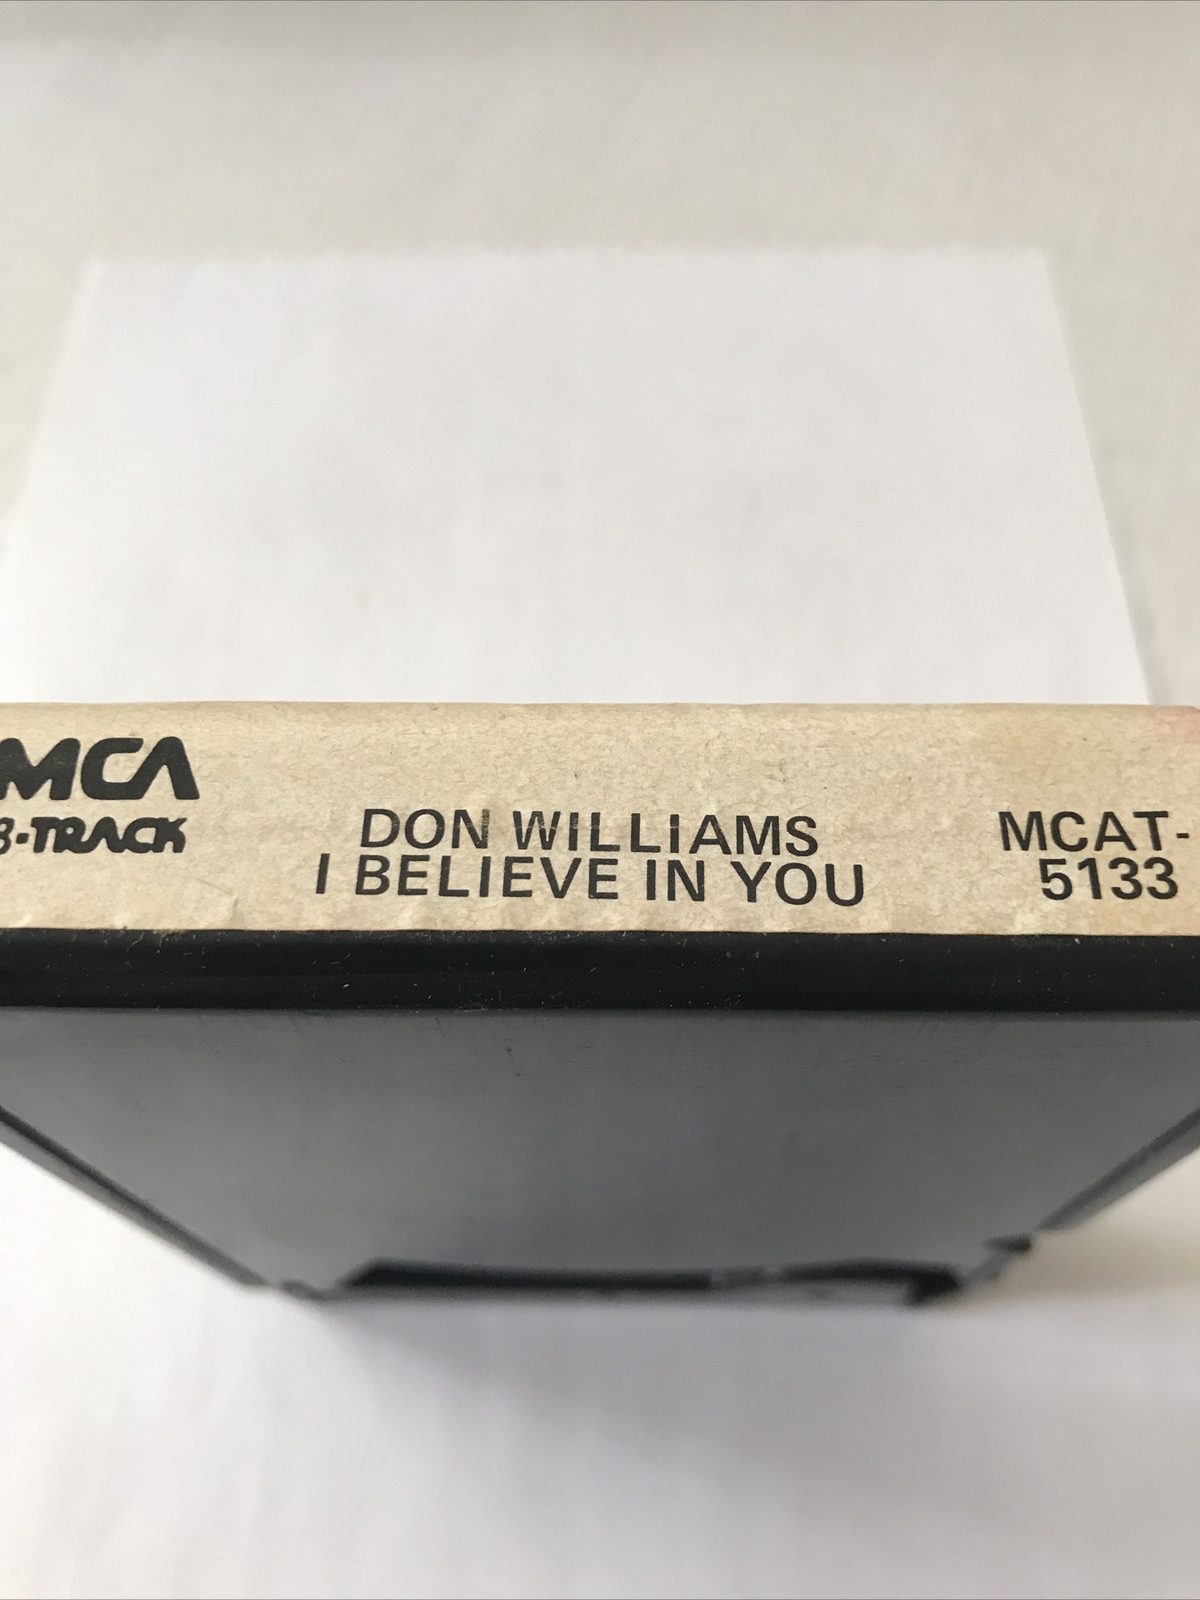 MCA
8-TRACK
DON WILLIAMS
I BELIEVE IN YOU
MCAT-
5133